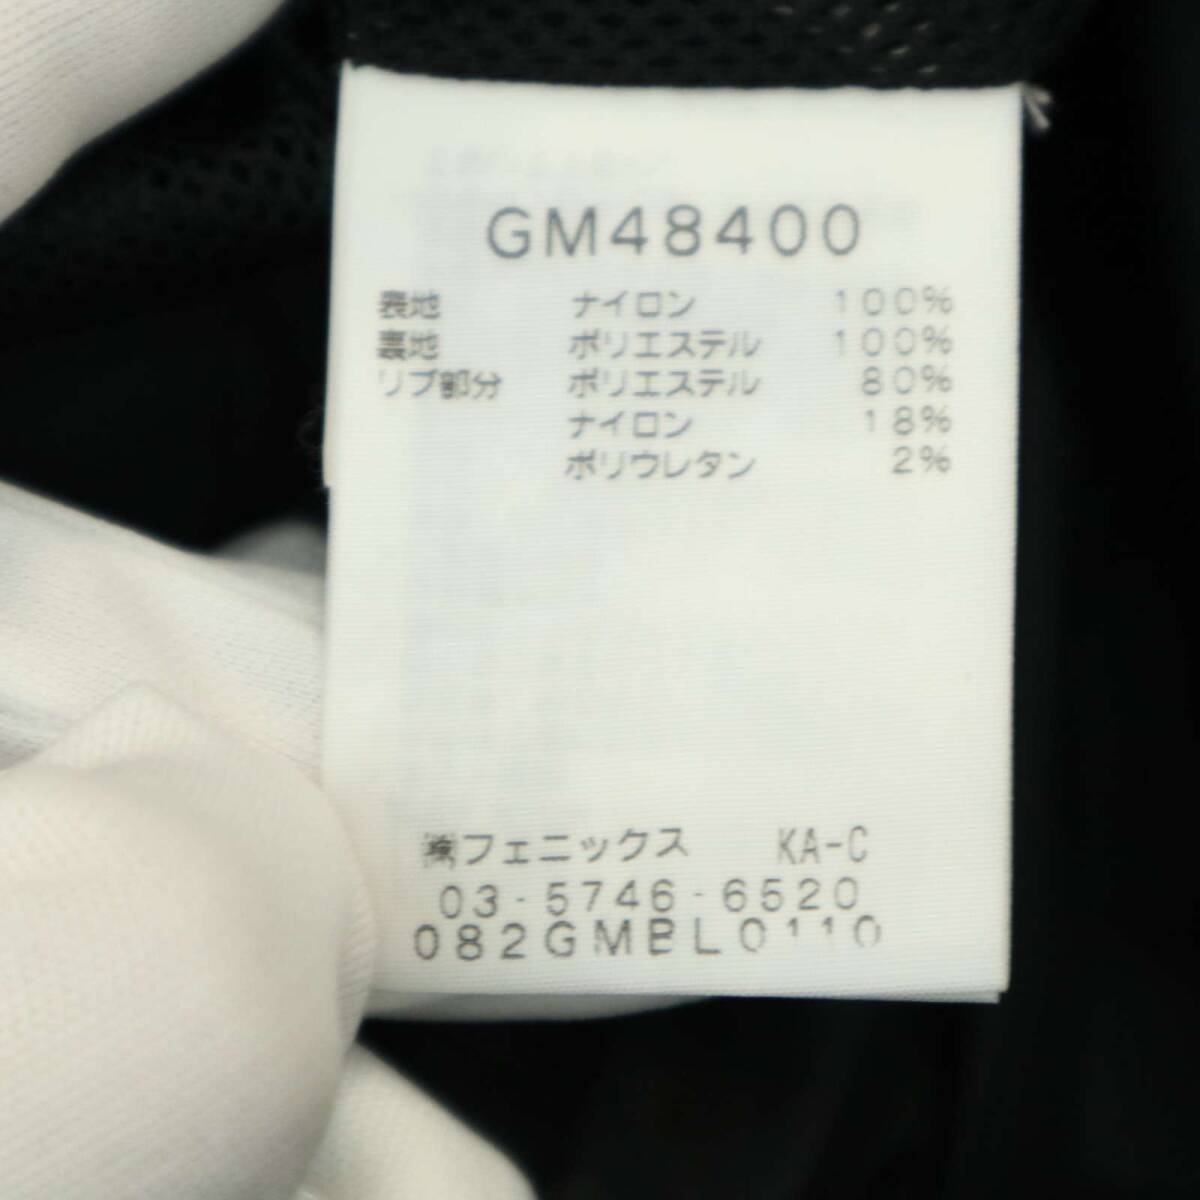 GM48400
表地 ナイロン 100%
裏地 ポリエステル 100%
リブ部分 ポリエステル 80%
ナイロン 18%
ポリウレタン 2%
㈱フェニックス KA-C
03-5746-6520
082GMBL0110